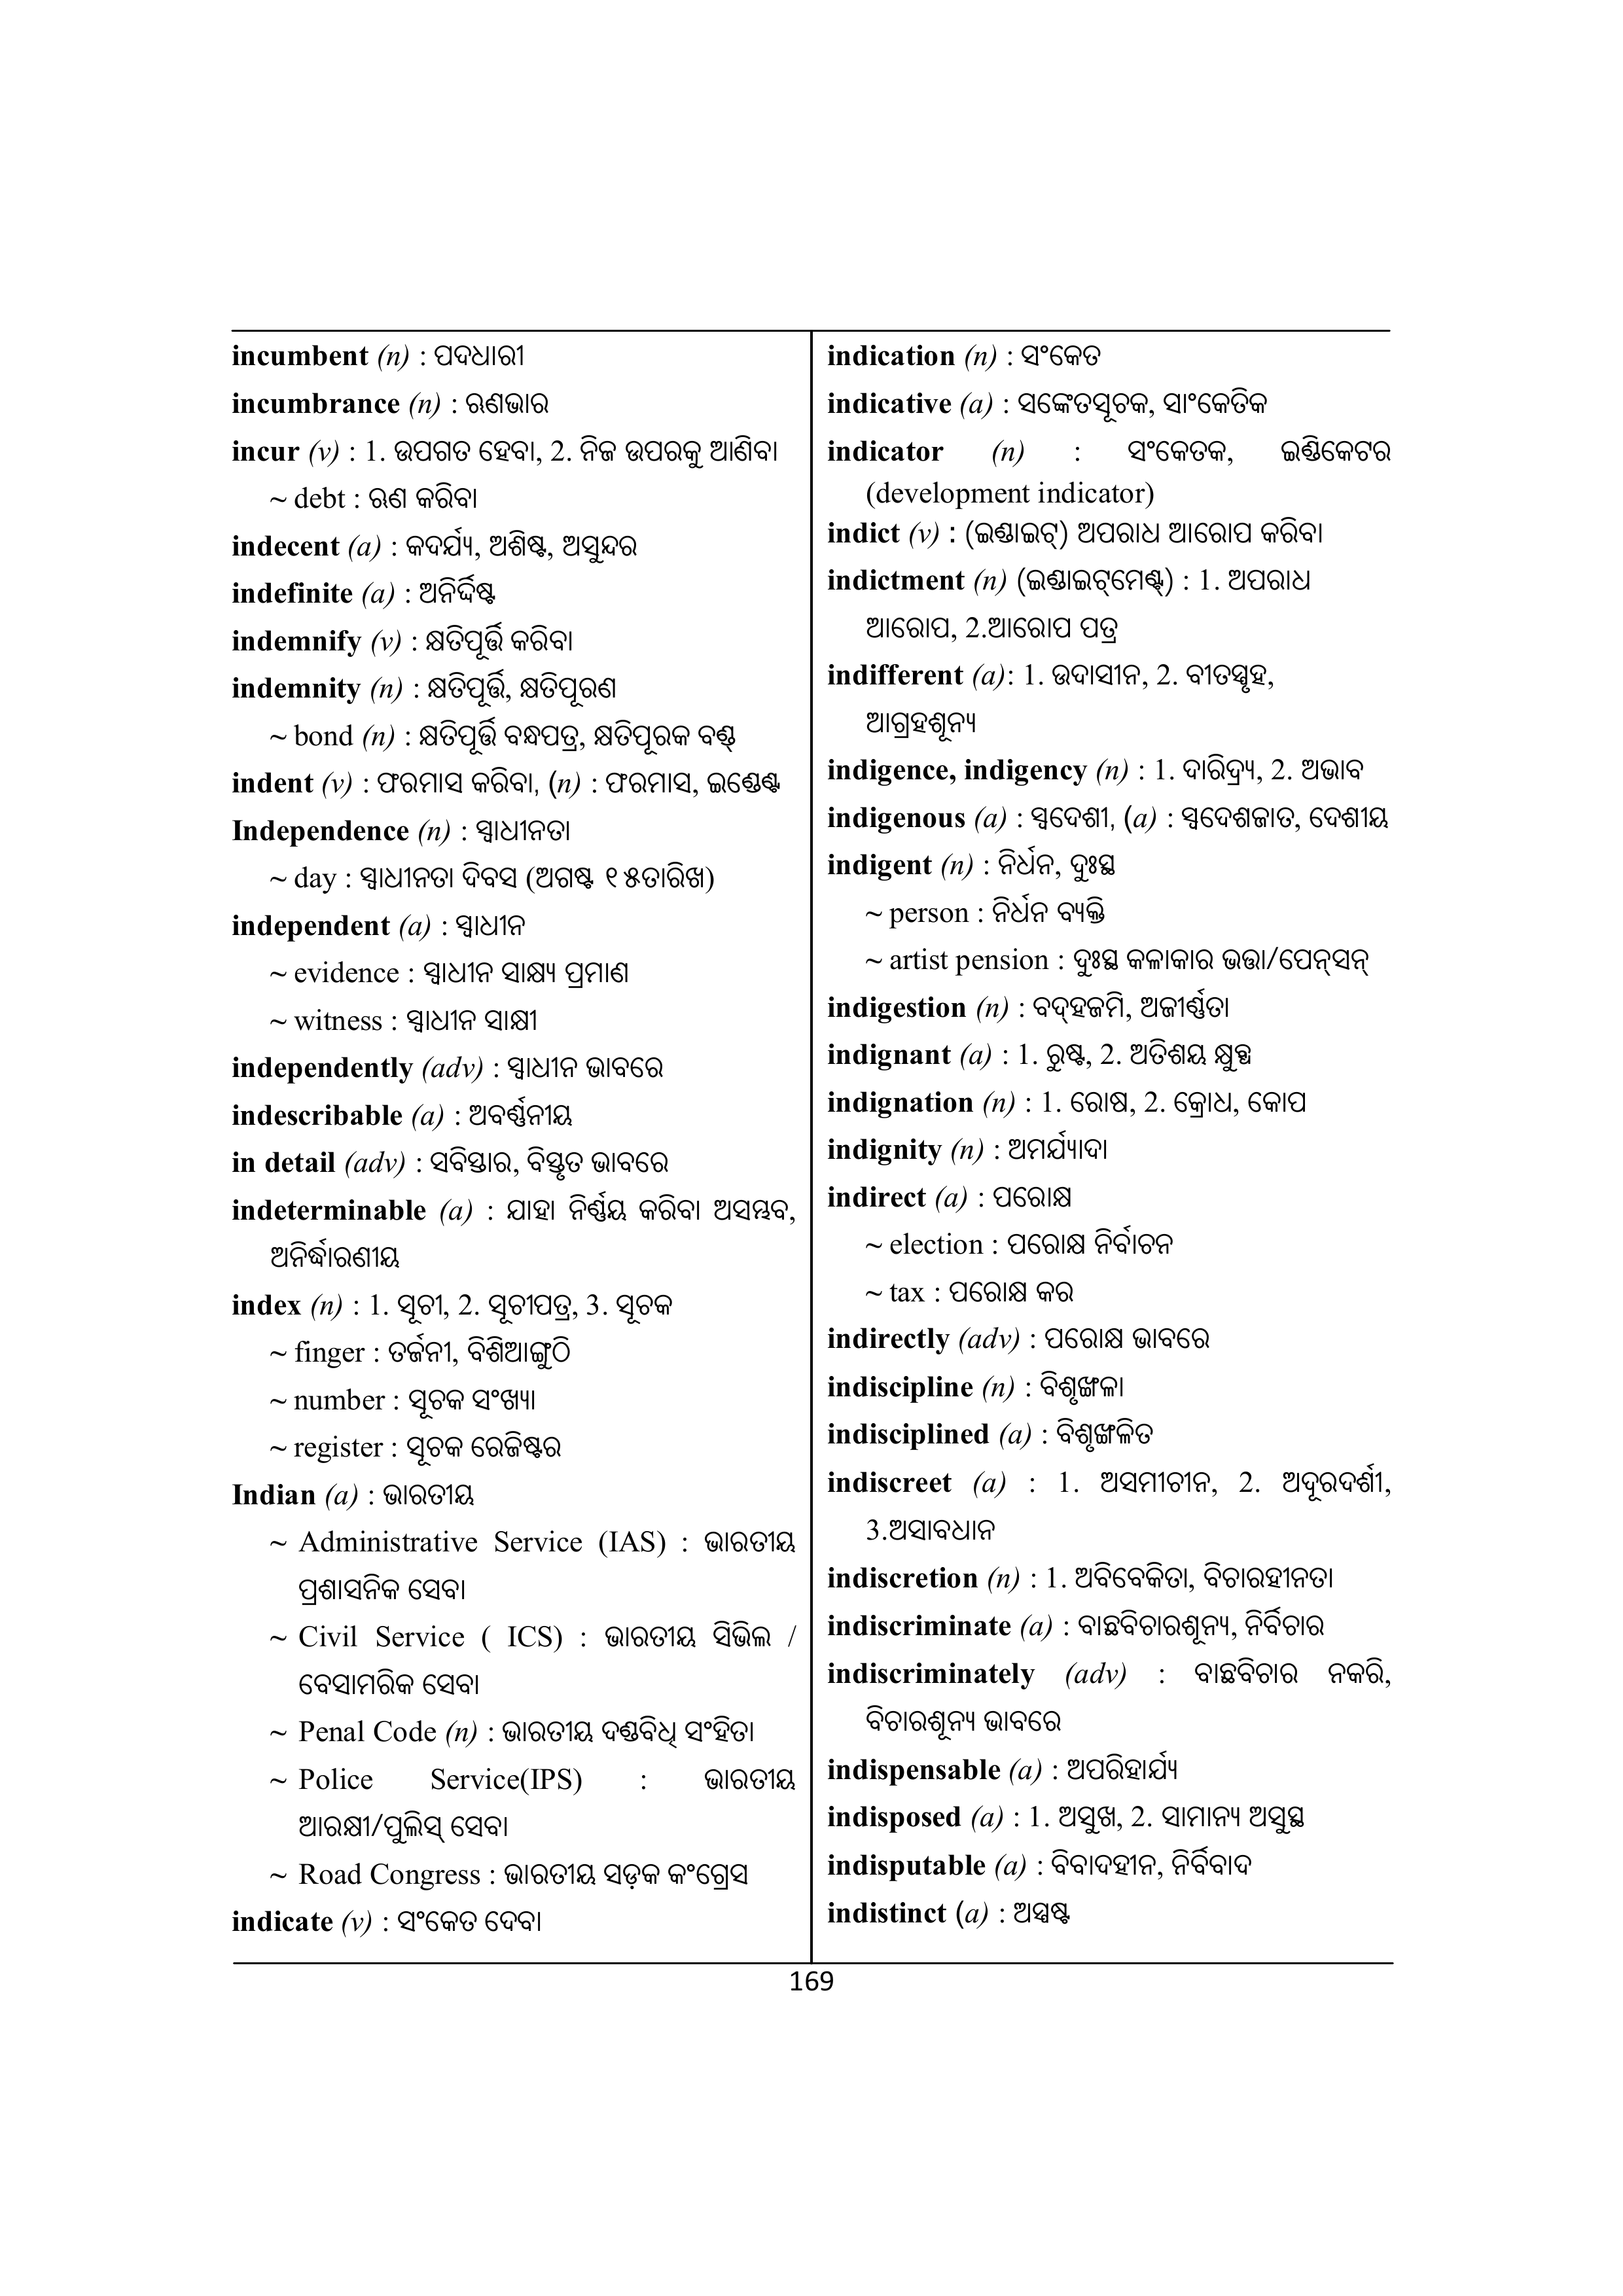 incumbent (n) : ପଦଧାରୀ
incumbrance (n) : ଋଣଭାର
incur (v) : 1. ଉପଗତ ହେବା, 2. ନିଜ ଉପରକୁ ଆଣିବା
~ debt : ଋଣ କରିବା
indecent (a) : କଦର୍ଯ୍ୟ, ଅଶିଷ୍ଟ, ଅସୁନ୍ଦର
indefinite (a) : ଅନିର୍ଦ୍ଦିଷ୍ଟ
indemnify (v) : କ୍ଷତିପୂର୍ତ୍ତି କରିବା
indemnity (n) : କ୍ଷତିପୂର୍ତ୍ତି, କ୍ଷତିପୂରଣ
~ bond (n) : କ୍ଷତିପୂର୍ତ୍ତି ବନ୍ଧପତ୍ର, କ୍ଷତିପୂରକ ବଣ୍ଡ୍
indent (v) : ଫରମାସ କରିବା, (n) : ଫରମାସ, ଇଣ୍ଡେଣ୍ଟ
Independence (n) : ସ୍ୱାଧୀନତା
~ day : ସ୍ୱାଧୀନତା ଦିବସ (ଅଗଷ୍ଟ ୧୫ତାରିଖ)
independent (a) : ସ୍ୱାଧୀନ
~ evidence : ସ୍ୱାଧୀନ ସାକ୍ଷ୍ୟ ପ୍ରମାଣ
~ witness : ସ୍ୱାଧୀନ ସାକ୍ଷୀ
independently (adv) : ସ୍ୱାଧୀନ ଭାବରେ
indescribable (a) : ଅବର୍ଣ୍ଣନୀୟ
in detail (adv) : ସବିସ୍ତାର, ବିସ୍ତୃତ ଭାବରେ
indeterminable (a) : ଯାହା ନିର୍ଣ୍ଣୟ କରିବା ଅସମ୍ଭବ,
ଅନିର୍ଦ୍ଧାରଣୀୟ
index (n) : 1. ସୂଚୀ, 2. ସୂଚୀପତ୍ର, 3. ସୂଚକ
~ finger : ତର୍ଜନୀ, ବିଶିଆଙ୍ଗୁଠି
~ number : ସୂଚକ ସଂଖ୍ୟା
~ register : ସୂଚକ ରେଜିଷ୍ଟର
Indian (a) : ଭାରତୀୟ
~ Administrative Service (IAS) : ଭାରତୀୟ
ପ୍ରଶାସନିକ ସେବା
~ Civil Service ( ICS) : ଭାରତୀୟ ସିଭିଲ /
ବେସାମରିକ ସେବା
~ Penal Code (n) : ଭାରତୀୟ ଦଣ୍ଡବିଧି ସଂହିତା
~ Police Service(IPS) : ଭାରତୀୟ
ଆରକ୍ଷୀ/ପୁଲିସ୍ ସେବା
~ Road Congress : ଭାରତୀୟ ସଡ଼କ କଂଗ୍ରେସ
indicate (v) : ସଂକେତ ଦେବା
indication (n) : ସଂକେତ
indicative (a) : ସଙ୍କେତସୂଚକ, ସାଂକେତିକ
indicator (n) : ସଂକେତକ, ଇଣ୍ଡିକେଟର
(development indicator)
indict (v) : (ଇଣ୍ଡାଇଟ୍) ଅପରାଧ ଆରୋପ କରିବା
indictment (n) (ଇଣ୍ଡାଇଟ୍‌ମେଣ୍ଟ) : 1. ଅପରାଧ
ଆରୋପ, 2.ଆରୋପ ପତ୍ର
indifferent (a): 1. ଉଦାସୀନ, 2. ବୀତସ୍ପୃହ,
ଆଗ୍ରହଶୂନ୍ୟ
indigence, indigency (n) : 1. ଦାରିଦ୍ର୍ୟ, 2. ଅଭାବ
indigenous (a) : ସ୍ୱଦେଶୀ, (a) : ସ୍ୱଦେଶଜାତ, ଦେଶୀୟ
indigent (n) : ନିର୍ଧନ, ଦୁଃସ୍ଥ
~ person : ନିର୍ଧନ ବ୍ୟକ୍ତି
~ artist pension : ଦୁଃସ୍ଥ କଳାକାର ଭତ୍ତା/ପେନ୍‌ସନ୍
indigestion (n) : ବଦ୍‌ହଜମି, ଅଜୀର୍ଣ୍ଣତା
indignant (a) : 1. ରୁଷ୍ଟ, 2. ଅତିଶୟ କ୍ଷୁବ୍ଧ
indignation (n) : 1. ରୋଷ, 2. କ୍ରୋଧ, କୋପ
indignity (n) : ଅମର୍ଯ୍ୟାଦା
indirect (a) : ପରୋକ୍ଷ
~ election : ପରୋକ୍ଷ ନିର୍ବାଚନ
~ tax : ପରୋକ୍ଷ କର
indirectly (adv) : ପରୋକ୍ଷ ଭାବରେ
indiscipline (n) : ବିଶୃଙ୍ଖଳା
indisciplined (a) : ବିଶୃଙ୍ଖଳିତ
indiscreet (a) : 1. ଅସମୀଚୀନ, 2. ଅଦୂରଦର୍ଶୀ,
3.ଅସାବଧାନ
indiscretion (n) : 1. ଅବିବେକିତା, ବିଚାରହୀନତା
indiscriminate (a) : ବାଛବିଚାରଶୂନ୍ୟ, ନିର୍ବିଚାର
indiscriminately (adv) : ବାଛବିଚାର ନକରି,
ବିଚାରଶୂନ୍ୟ ଭାବରେ
indispensable (a) : ଅପରିହାର୍ଯ୍ୟ
indisposed (a) : 1. ଅସୁଖ, 2. ସାମାନ୍ୟ ଅସୁସ୍ଥ
indisputable (a) : ବିବାଦହୀନ, ନିର୍ବିବାଦ
indistinct (a) : ଅସ୍ପଷ୍ଟ
169